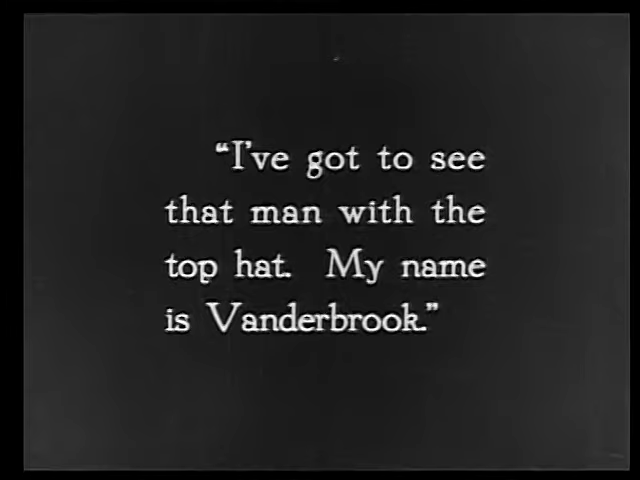 “I’ve got to see
that man with the
top hat. My name
is Vanderbrook.”